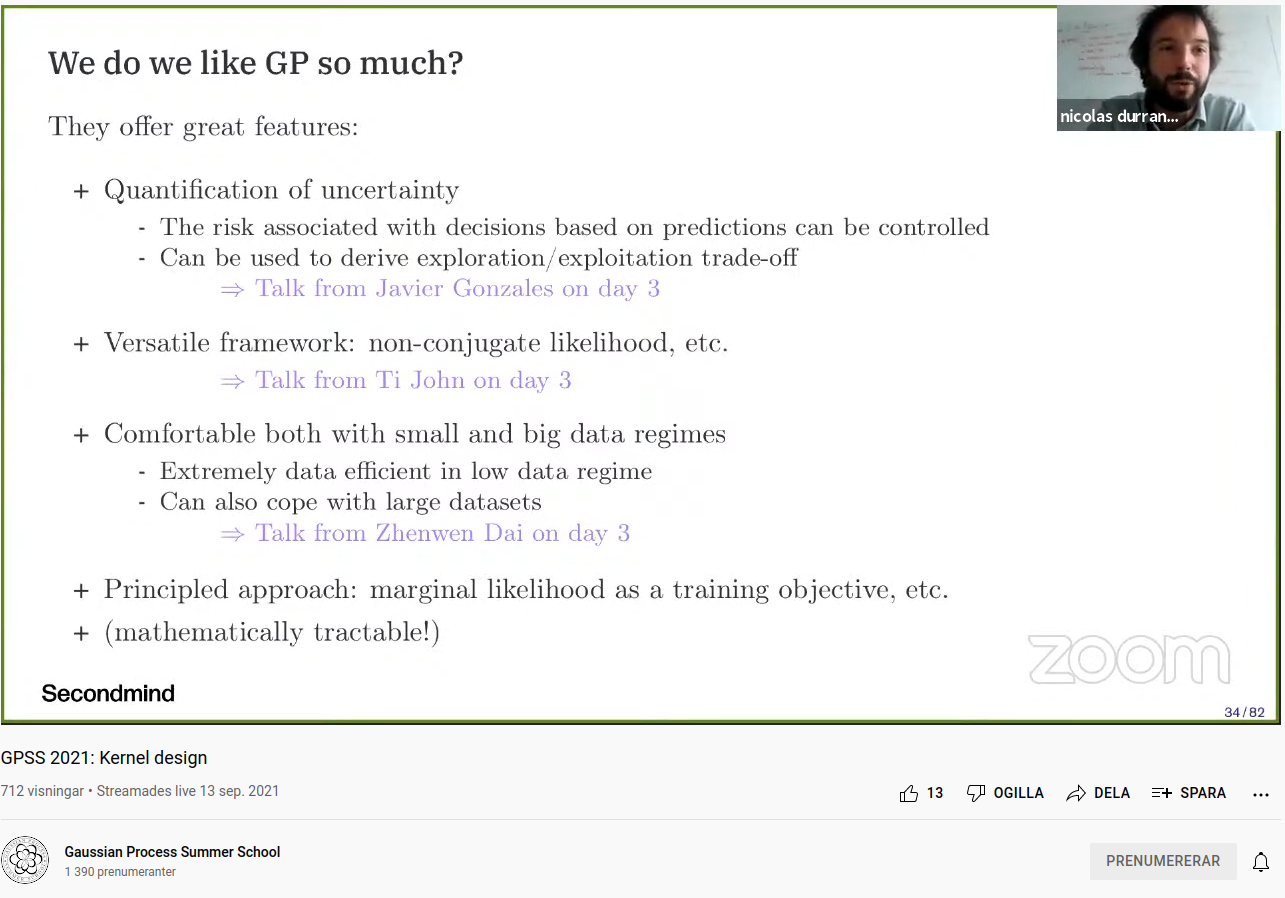 We do we like GP so much?
nicolas durran...
They offer great features:
+ Quantification of uncertainty
- The risk associated with decisions based on predictions can be controlled
- Can be used to derive exploration/exploitation trade-off
⇒ Talk from Javier Gonzales on day 3
+ Versatile framework: non-conjugate likelihood, etc.
⇒ Talk from Ti John on day 3
+ Comfortable both with small and big data regimes
- Extremely data efficient in low data regime
- Can also cope with large datasets
⇒ Talk from Zhenwen Dai on day 3
+ Principled approach: marginal likelihood as a training objective, etc.
+ (mathematically tractable!)
zoom
Secondmind
34/82
GPSS 2021: Kernel design
712 visningar • Streamades live 13 sep. 2021
13 OGILLA DELA SPARA ...
Gaussian Process Summer School
1 390 prenumeranter
PRENUMERERAR